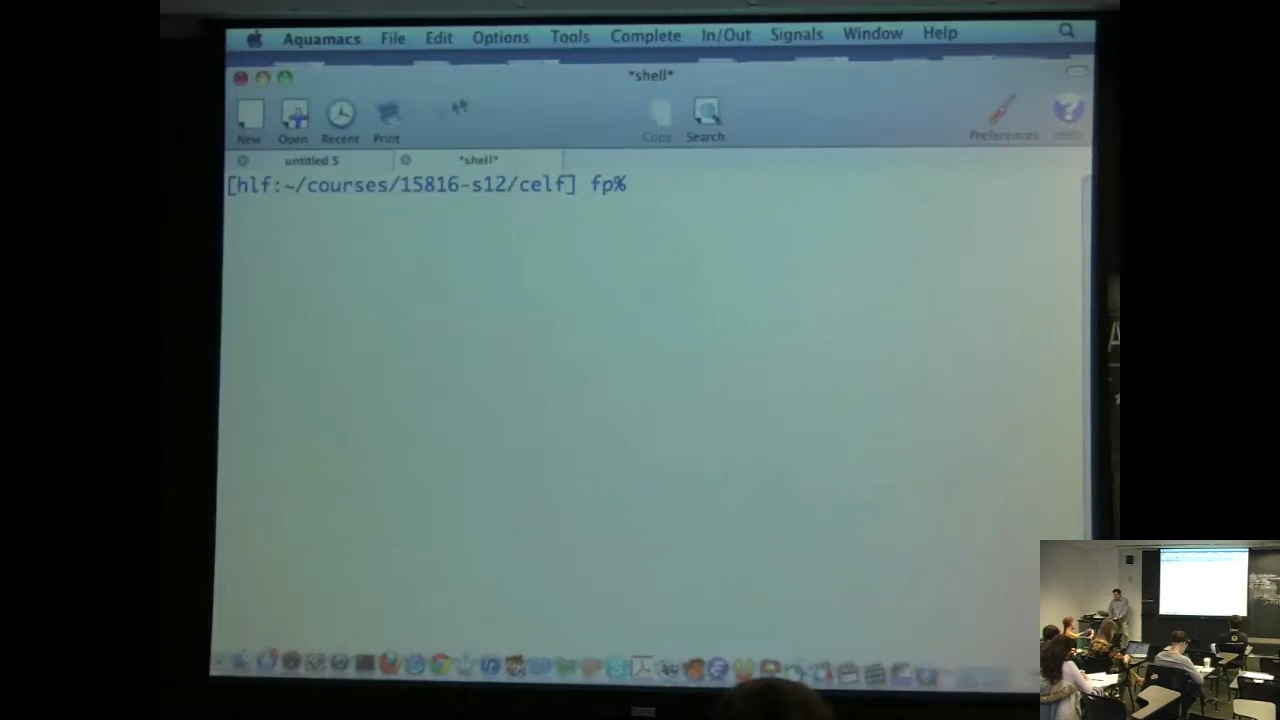 Aquamacs File Edit Options Tools Complete In/Out Signals Window Help
*shell*
New Open Recent Print Copy Search Preferences
untitled 5 *shell*
[hlf:~/courses/15816-s12/celf] fp%